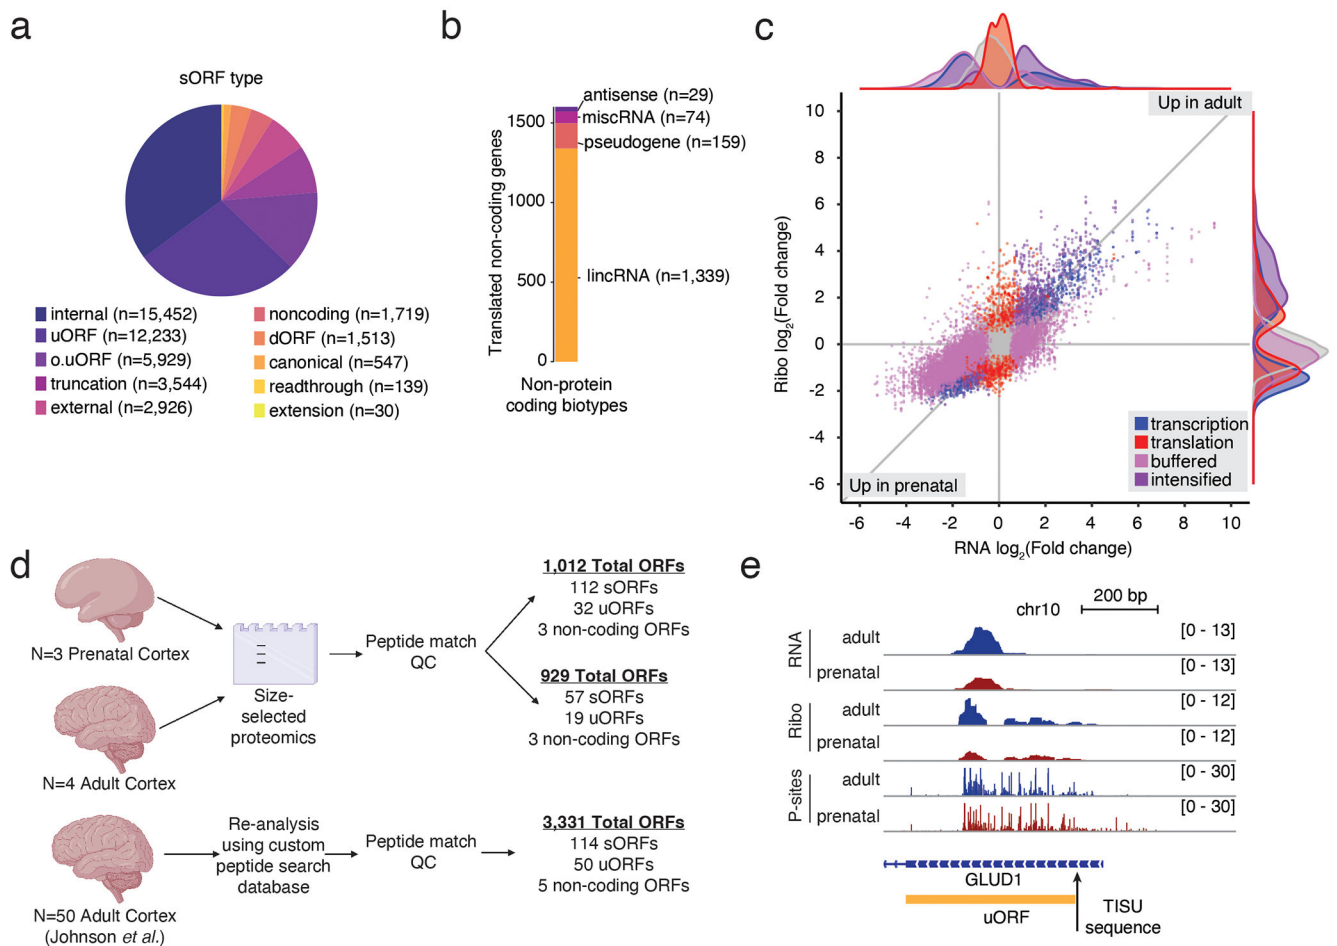 a
sORF type
internal (n=15,452)
uORF (n=12,233)
o.uORF (n=5,929)
truncation (n=3,544)
external (n=2,926)
noncoding (n=1,719)
dORF (n=1,513)
canonical (n=547)
readthrough (n=139)
extension (n=30)
b
Translated non-coding genes
1500
1000
500
0
antisense (n=29)
miscRNA (n=74)
pseudogene (n=159)
lincRNA (n=1,339)
Non-protein
coding biotypes
c
Ribo log2(Fold change)
10
8
6
4
2
0
-2
-4
-6
Up in adult
Up in prenatal
transcription
translation
buffered
intensified
-6 -4 -2 0 2 4 6 8 10
RNA log2(Fold change)
d
N=3 Prenatal Cortex
N=4 Adult Cortex
Size-
selected
proteomics
Peptide match
QC
1,012 Total ORFs
112 sORFs
32 uORFs
3 non-coding ORFs
929 Total ORFs
57 sORFs
19 uORFs
3 non-coding ORFs
N=50 Adult Cortex
(Johnson et al.)
Re-analysis
using custom
peptide search
database
Peptide match
QC
3,331 Total ORFs
114 sORFs
50 uORFs
5 non-coding ORFs
e
chr10
200 bp
RNA
adult
[0 - 13]
prenatal
[0 - 13]
Ribo
adult
[0 - 12]
prenatal
[0 - 12]
P-sites
adult
[0 - 30]
prenatal
[0 - 30]
GLUD1
uORF
TISU
sequence